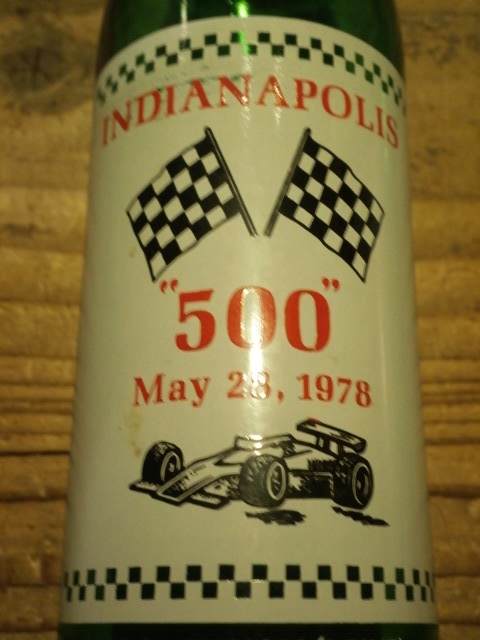 INDIANAPOLIS
"500"
May 28, 1978